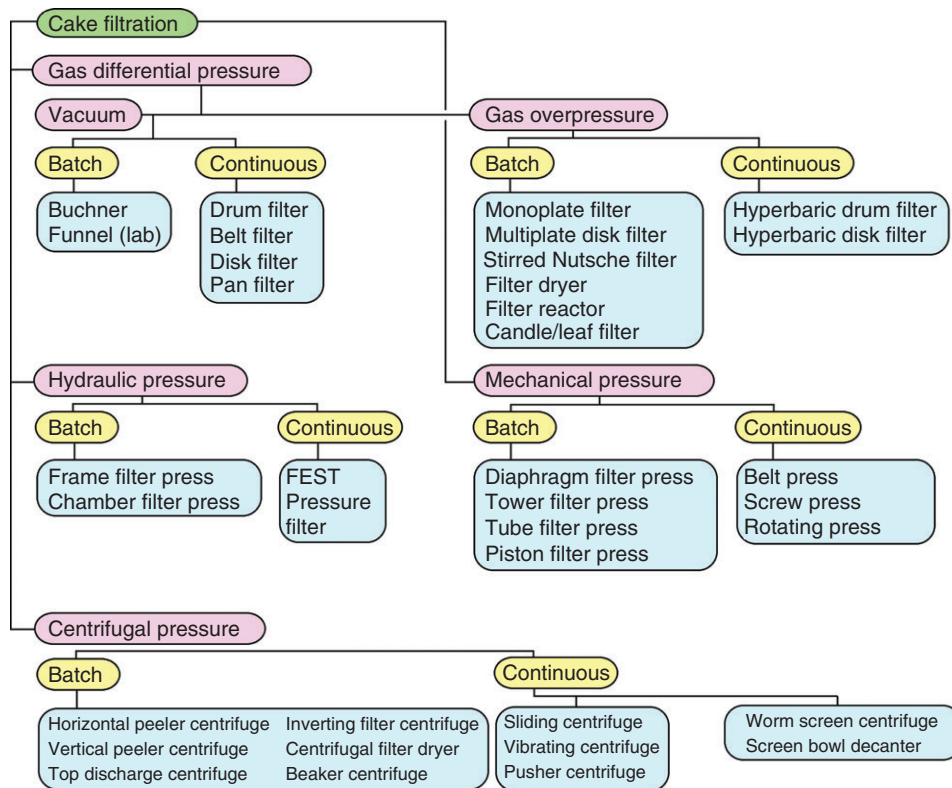 Cake filtration
Gas differential pressure
Vacuum
Gas overpressure
Batch
Continuous
Batch
Continuous
Buchner
Funnel (lab)
Drum filter
Belt filter
Disk filter
Pan filter
Monoplate filter
Multiplate disk filter
Stirred Nutsche filter
Filter dryer
Filter reactor
Candle/leaf filter
Hyperbaric drum filter
Hyperbaric disk filter
Hydraulic pressure
Mechanical pressure
Batch
Continuous
Batch
Continuous
Frame filter press
Chamber filter press
FEST
Pressure
filter
Diaphragm filter press
Tower filter press
Tube filter press
Piston filter press
Belt press
Screw press
Rotating press
Centrifugal pressure
Batch
Continuous
Horizontal peeler centrifuge
Vertical peeler centrifuge
Top discharge centrifuge
Inverting filter centrifuge
Centrifugal filter dryer
Beaker centrifuge
Sliding centrifuge
Vibrating centrifuge
Pusher centrifuge
Worm screen centrifuge
Screen bowl decanter